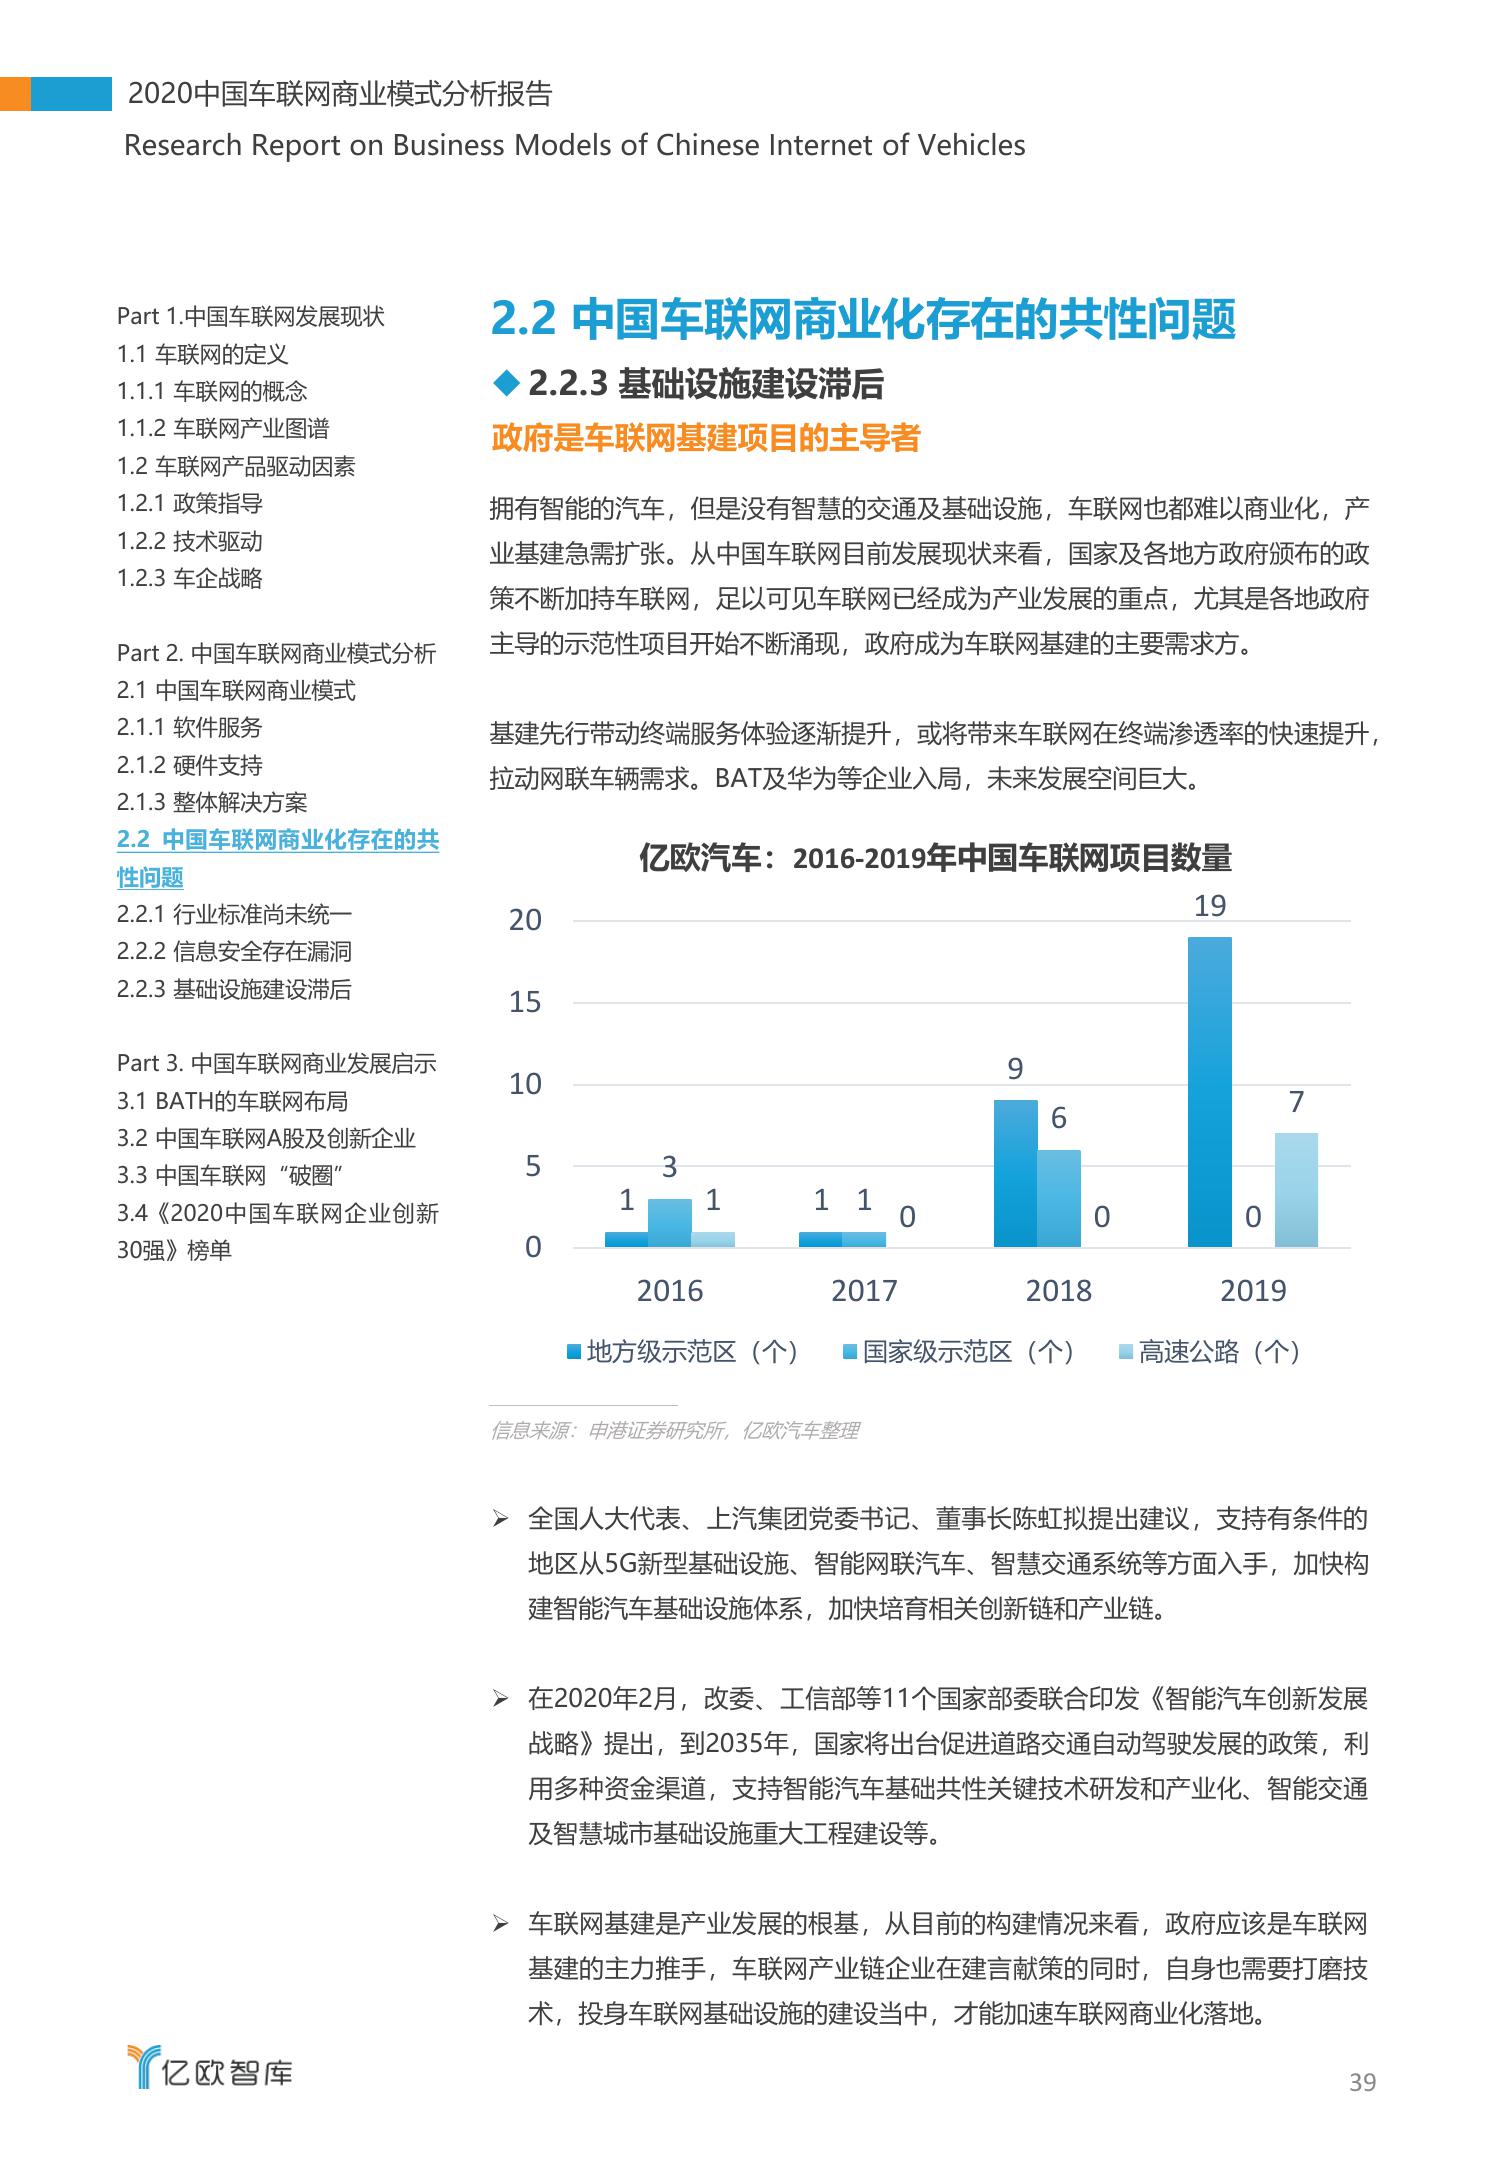 2020中国车联网商业模式分析报告
Research Report on Business Models of Chinese Internet of Vehicles
Part 1.中国车联网发展现状
1.1 车联网的定义
1.1.1 车联网的概念
1.1.2 车联网产业图谱
1.2 车联网产品驱动因素
1.2.1 政策指导
1.2.2 技术驱动
1.2.3 车企战略
Part 2. 中国车联网商业模式分析
2.1 中国车联网商业模式
2.1.1 软件服务
2.1.2 硬件支持
2.1.3 整体解决方案
2.2 中国车联网商业化存在的共
性问题
2.2.1 行业标准尚未统一
2.2.2 信息安全存在漏洞
2.2.3 基础设施建设滞后
Part 3. 中国车联网商业发展启示
3.1 BATH的车联网布局
3.2 中国车联网A股及创新企业
3.3 中国车联网“破圈”
3.4《2020中国车联网企业创新
30强》榜单
2.2 中国车联网商业化存在的共性问题
◆ 2.2.3 基础设施建设滞后
政府是车联网基建项目的主导者
拥有智能的汽车，但是没有智慧的交通及基础设施，车联网也都难以商业化，产
业基建急需扩张。从中国车联网目前发展现状来看，国家及各地方政府颁布的政
策不断加持车联网，足以可见车联网已经成为产业发展的重点，尤其是各地政府
主导的示范性项目开始不断涌现，政府成为车联网基建的主要需求方。
基建先行带动终端服务体验逐渐提升，或将带来车联网在终端渗透率的快速提升，
拉动网联车辆需求。BAT及华为等企业入局，未来发展空间巨大。
亿欧汽车：2016-2019年中国车联网项目数量
20
15
10
5
0
1 3 1
1 1 0
9 6 0
19 0 7
2016 2017 2018 2019
地方级示范区（个） 国家级示范区（个） 高速公路（个）
信息来源：申港证券研究所，亿欧汽车整理
➢ 全国人大代表、上汽集团党委书记、董事长陈虹拟提出建议，支持有条件的
地区从5G新型基础设施、智能网联汽车、智慧交通系统等方面入手，加快构
建智能汽车基础设施体系，加快培育相关创新链和产业链。
➢ 在2020年2月，改委、工信部等11个国家部委联合印发《智能汽车创新发展
战略》提出，到2035年，国家将出台促进道路交通自动驾驶发展的政策，利
用多种资金渠道，支持智能汽车基础共性关键技术研发和产业化、智能交通
及智慧城市基础设施重大工程建设等。
➢ 车联网基建是产业发展的根基，从目前的构建情况来看，政府应该是车联网
基建的主力推手，车联网产业链企业在建言献策的同时，自身也需要打磨技
术，投身车联网基础设施的建设当中，才能加速车联网商业化落地。
亿欧智库
39